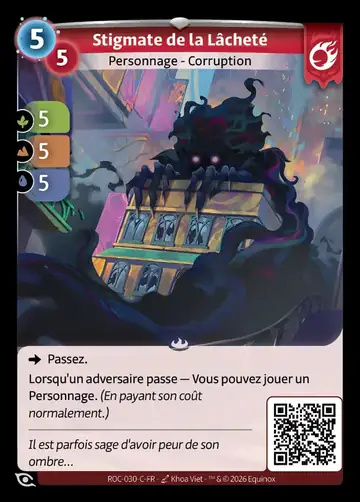 5
5
Stigmate de la Lâcheté
Personnage - Corruption
5
5
5
Passez.
Lorsqu'un adversaire passe — Vous pouvez jouer un
Personnage. (En payant son coût
normalement.)
Il est parfois sage d'avoir peur de son
ombre...
ROC-030-C-FR - Khoa Viet - ™ & © 2026 Equinox